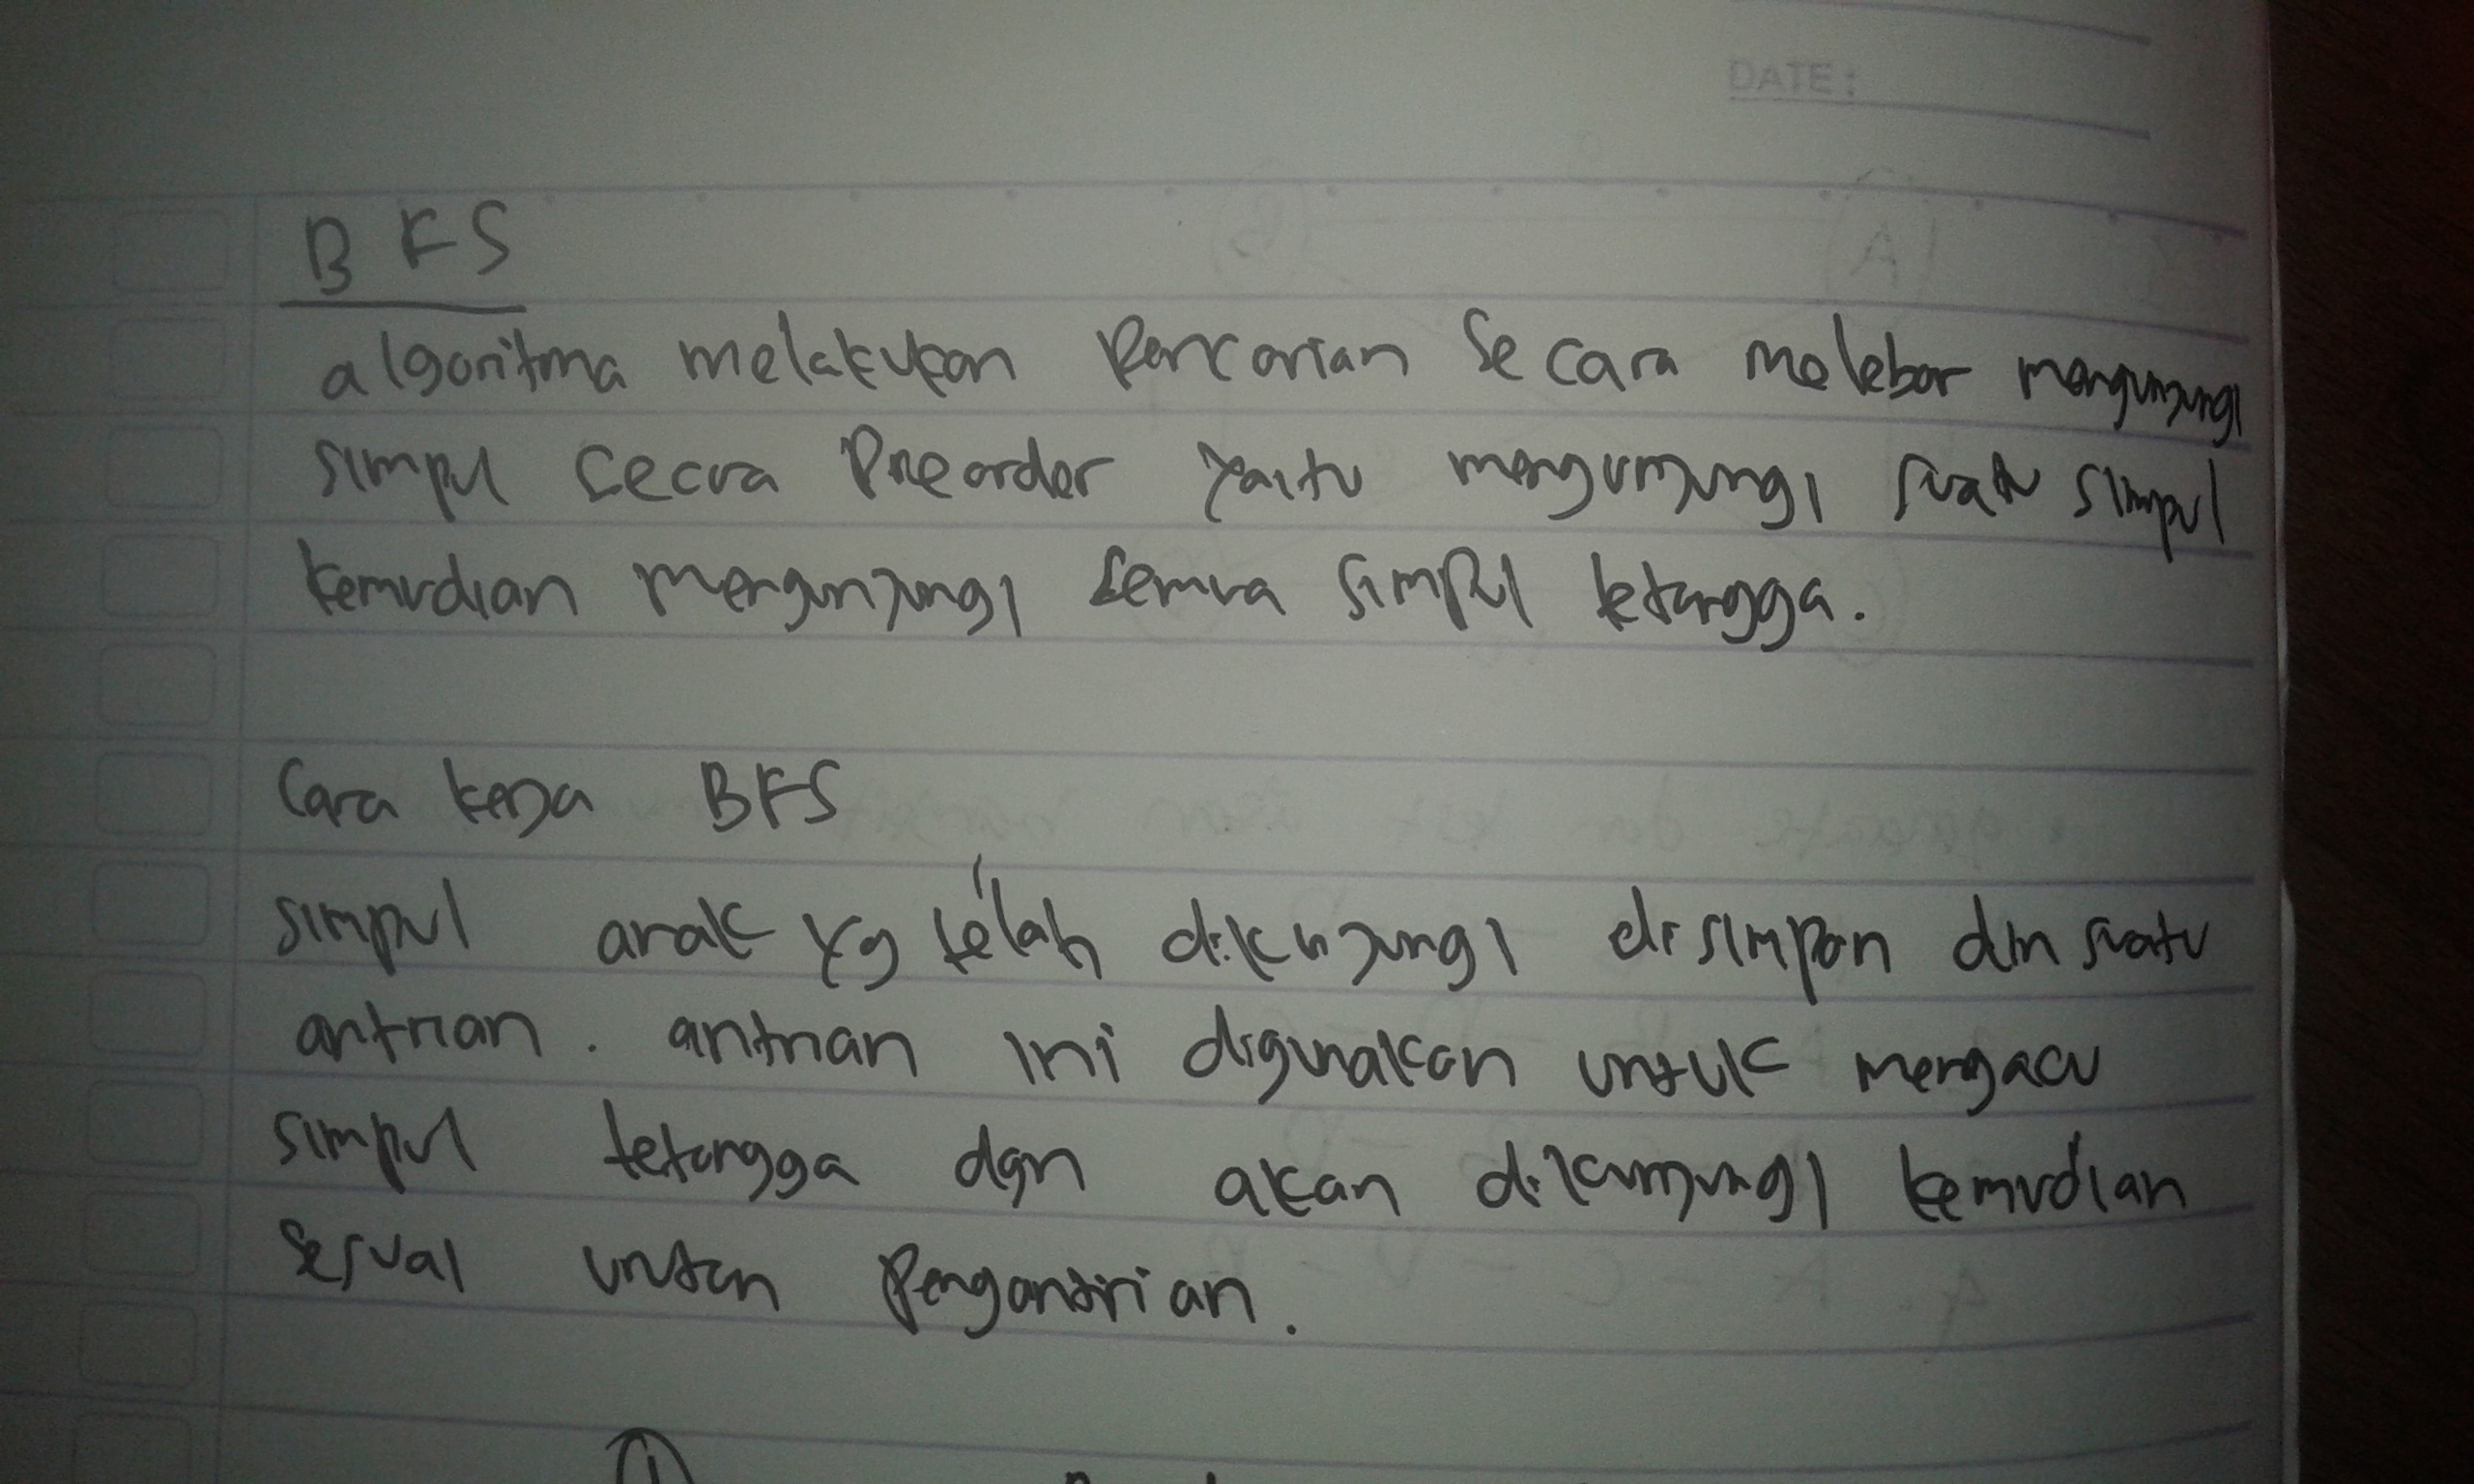 DATE:
BFS
algoritma melakukan pencarian secara melebar mengunjungi
simpul secra Preorder yaitu mengunjungi suatu simpul
kemudian mengunjungi semua simpul tetangga.
Cara kerja BFS
simpul anak yg telah dikunjungi disimpan dlm suatu
antrian. antrian ini digunakan untuk mengacu
simpul tetangga dgn akan dikunjungi kemudian
sesuai urutan pengantrian.
1